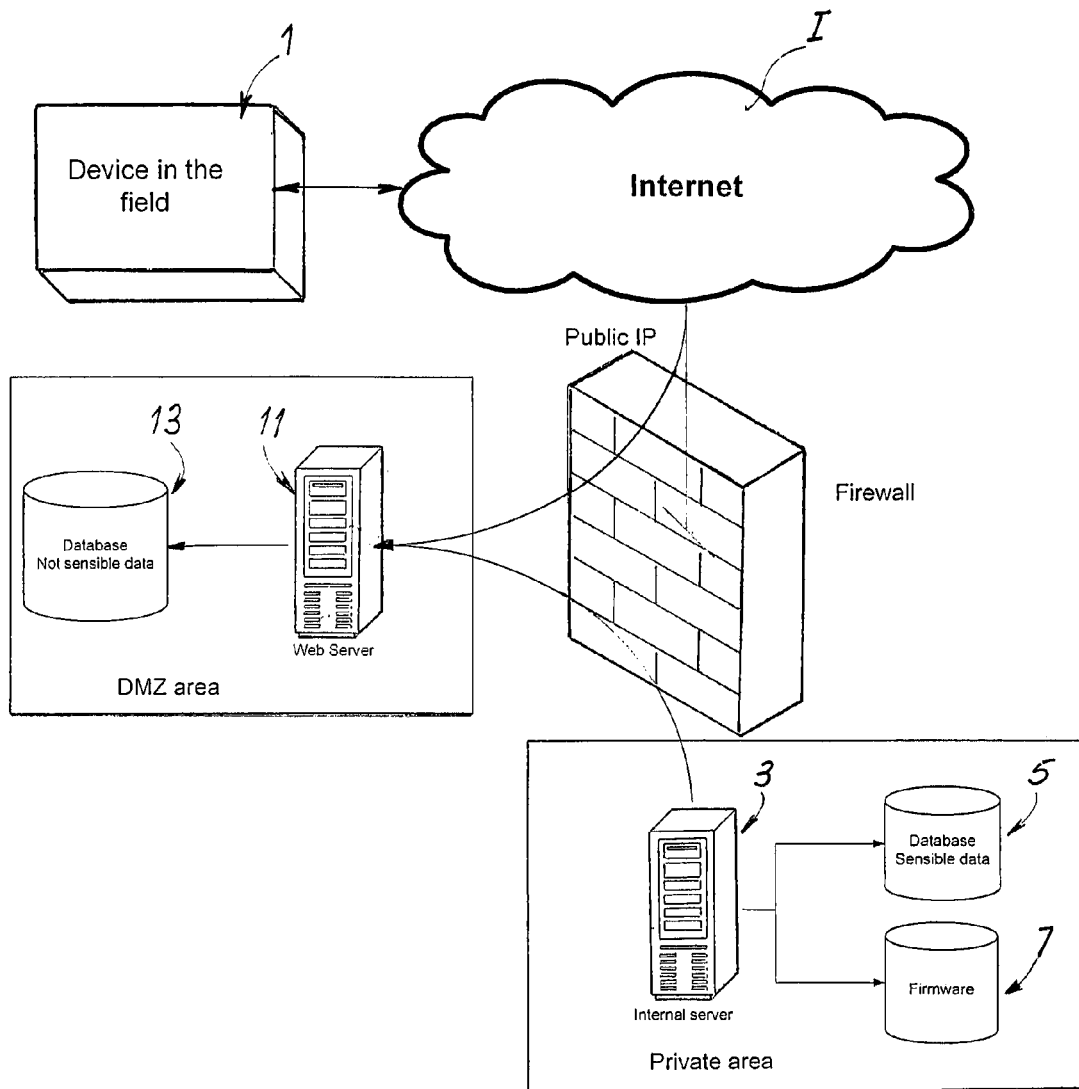 1
I
Device in the
field
Internet
Public IP
13
11
Firewall
Database
Not sensible data
Web Server
DMZ area
3
5
Database
Sensible data
7
Firmware
Internal server
Private area